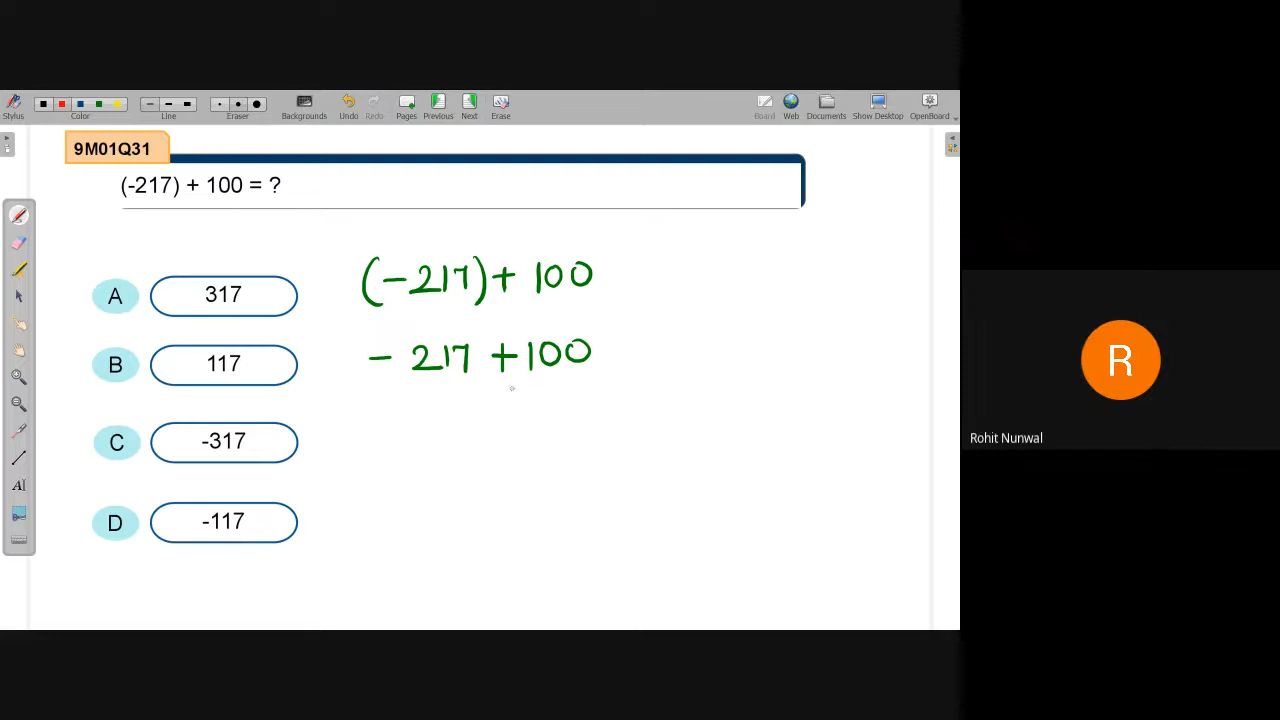 Stylus
Color
Line
Eraser
Backgrounds
Undo
Redo
Pages
Previous
Next
Erase
Board
Web
Documents
Show Desktop
OpenBoard
9M01Q31
(-217) + 100 = ?
A 317
B 117
C -317
D -117
(-217) + 100
- 217 + 100
R
Rohit Nunwal